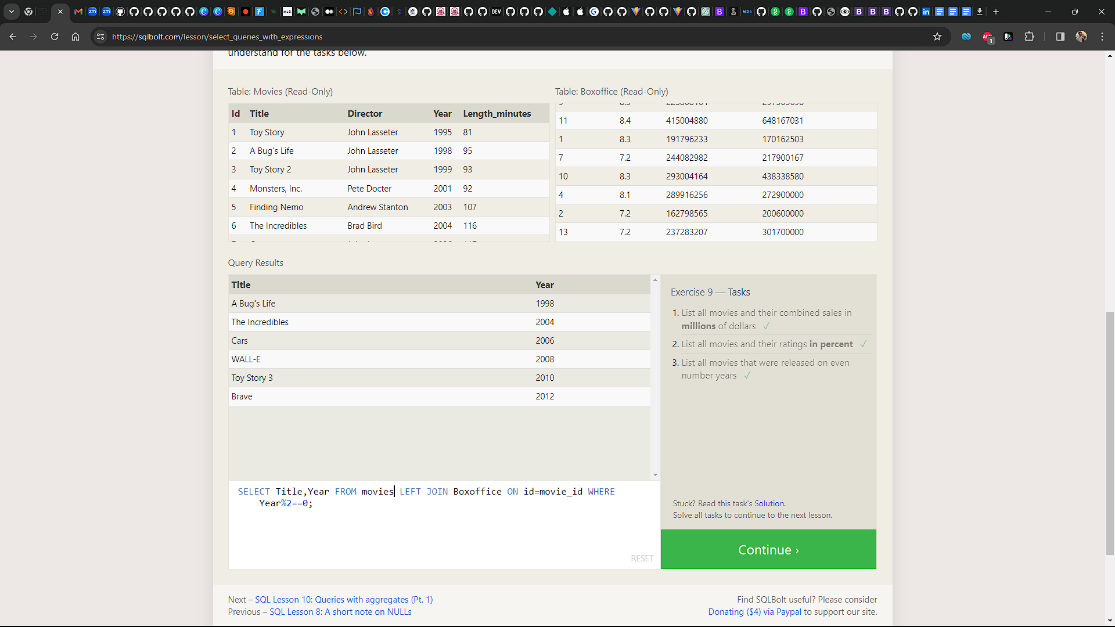 https://sqlbolt.com/lesson/select_queries_with_expressions
understand for the tasks below.
Table: Movies (Read-Only)
Id Title Director Year Length_minutes
1 Toy Story John Lasseter 1995 81
2 A Bug's Life John Lasseter 1998 95
3 Toy Story 2 John Lasseter 1999 93
4 Monsters, Inc. Pete Docter 2001 92
5 Finding Nemo Andrew Stanton 2003 107
6 The Incredibles Brad Bird 2004 116
Table: Boxoffice (Read-Only)
11 8.4 415004880 648167031
1 8.3 191796233 170162503
7 7.2 244082982 217900167
10 8.3 293004164 438338580
4 8.1 289916256 272900000
2 7.2 162798565 200600000
13 7.2 237283207 301700000
Query Results
Title Year
A Bug's Life 1998
The Incredibles 2004
Cars 2006
WALL-E 2008
Toy Story 3 2010
Brave 2012
SELECT Title,Year FROM movies LEFT JOIN Boxoffice ON id=movie_id WHERE
Year%2==0;
RESET
Exercise 9 — Tasks
1. List all movies and their combined sales in
millions of dollars ✓
2. List all movies and their ratings in percent ✓
3. List all movies that were released on even
number years ✓
Stuck? Read this task's Solution.
Solve all tasks to continue to the next lesson.
Continue ›
Next – SQL Lesson 10: Queries with aggregates (Pt. 1)
Previous – SQL Lesson 8: A short note on NULLs
Find SQLBolt useful? Please consider
Donating ($4) via Paypal to support our site.